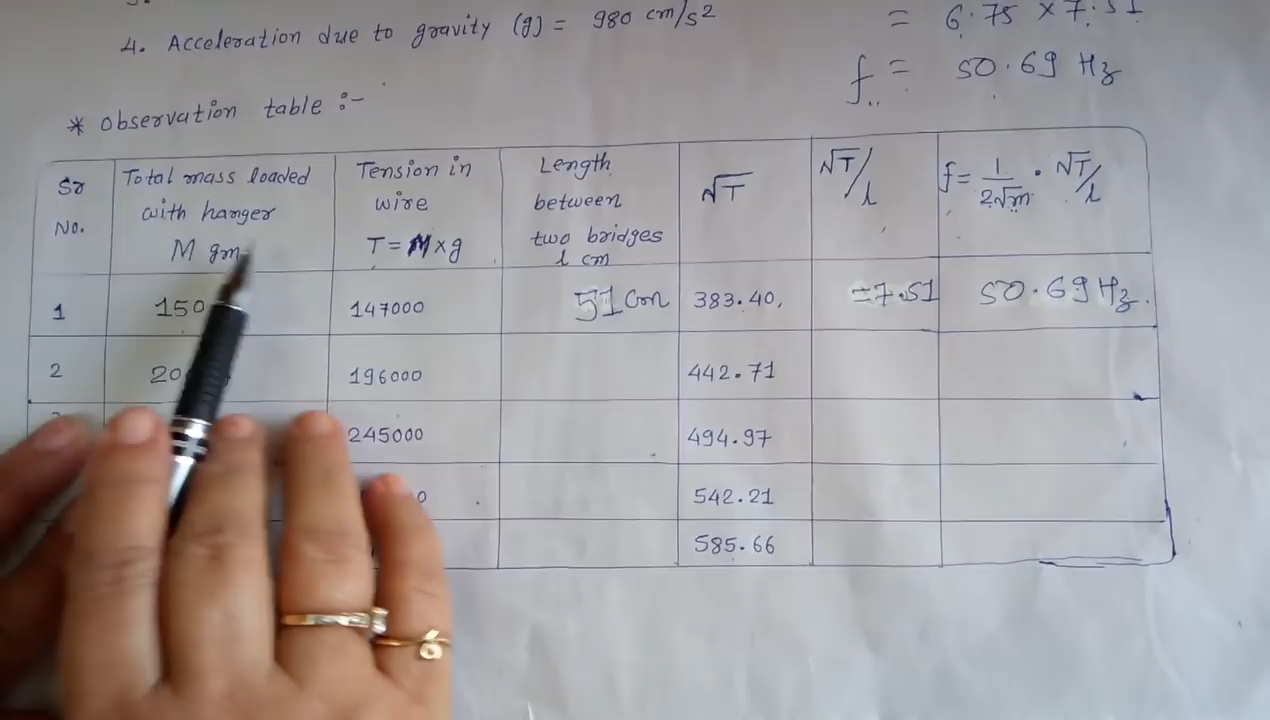 = 6.75 × 7.51
4. Acceleration due to gravity (g) = 980 cm/s²
f = 50.69 Hz
* Observation table :-
Sr No.
Total mass loaded with hanger M gm
Tension in wire T = M×g
Length between two bridges l cm
√T
√T/l
f = 1/2√m · √T/l
1 150 147000 51 cm 383.40, =7.51 50.69 Hz.
2 20 196000 442.71
245000 494.97
0 542.21
585.66